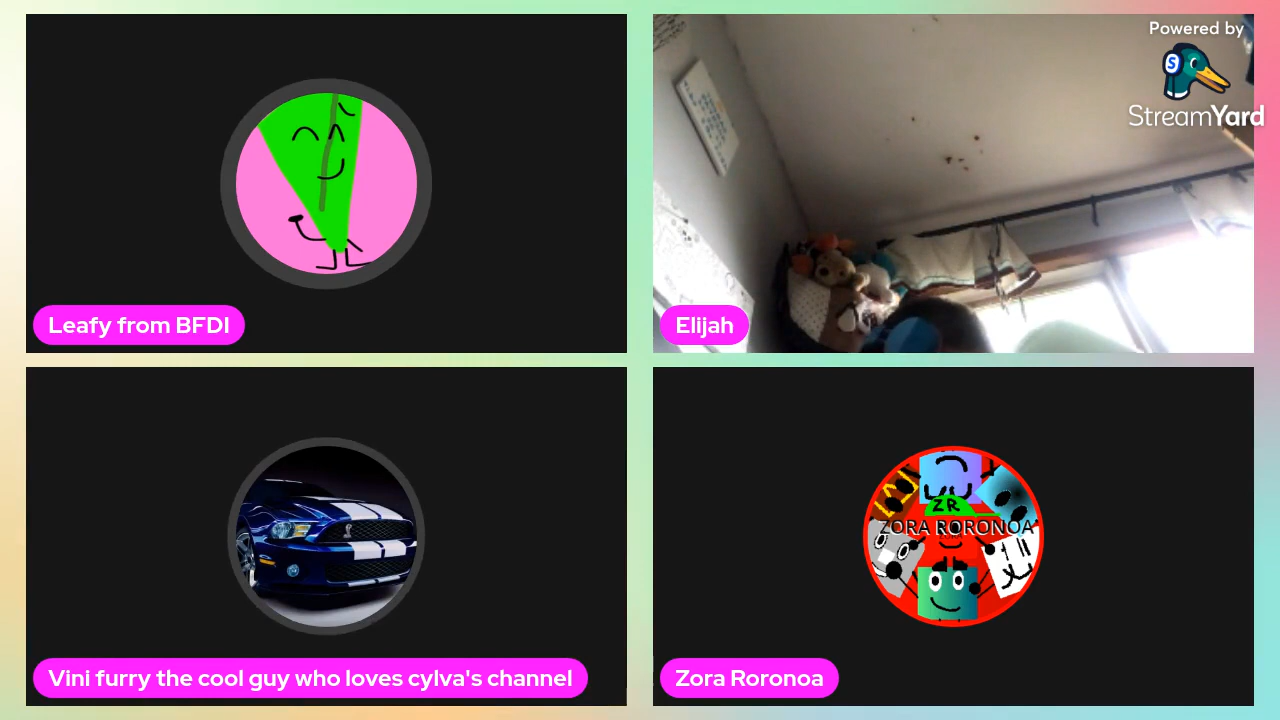 Powered by
StreamYard
Leafy from BFDI
Elijah
ZR
ZORA RORONOA
Vini furry the cool guy who loves cylva's channel
Zora Roronoa